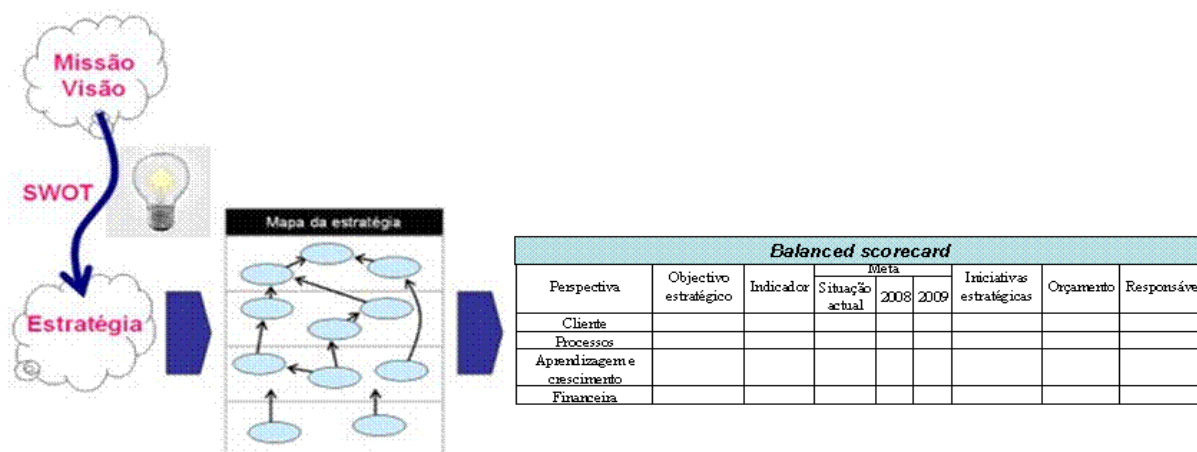 Missão
Visão
SWOT
Estratégia
Mapa da estratégia
Balanced scorecard
Perspectiva
Objectivo
estratégico
Indicador
Meta
Situação
actual
2008
2009
Iniciativas
estratégicas
Orçamento
Responsáve
Cliente
Processos
Aprendizagem e
crescimento
Financeira